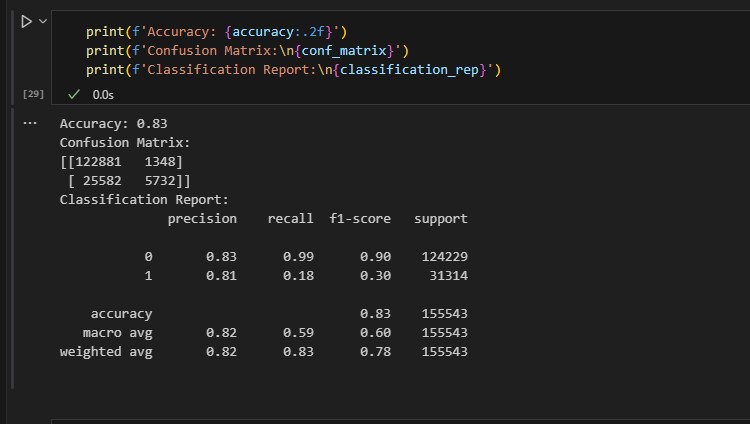 print(f'Accuracy: {accuracy:.2f}')
print(f'Confusion Matrix:\n{conf_matrix}')
print(f'Classification Report:\n{classification_rep}')
[29] 0.0s
Accuracy: 0.83
Confusion Matrix:
[[122881   1348]
 [ 25582   5732]]
Classification Report:
              precision    recall  f1-score   support
           0       0.83      0.99      0.90    124229
           1       0.81      0.18      0.30     31314
    accuracy                           0.83    155543
   macro avg       0.82      0.59      0.60    155543
weighted avg       0.82      0.83      0.78    155543